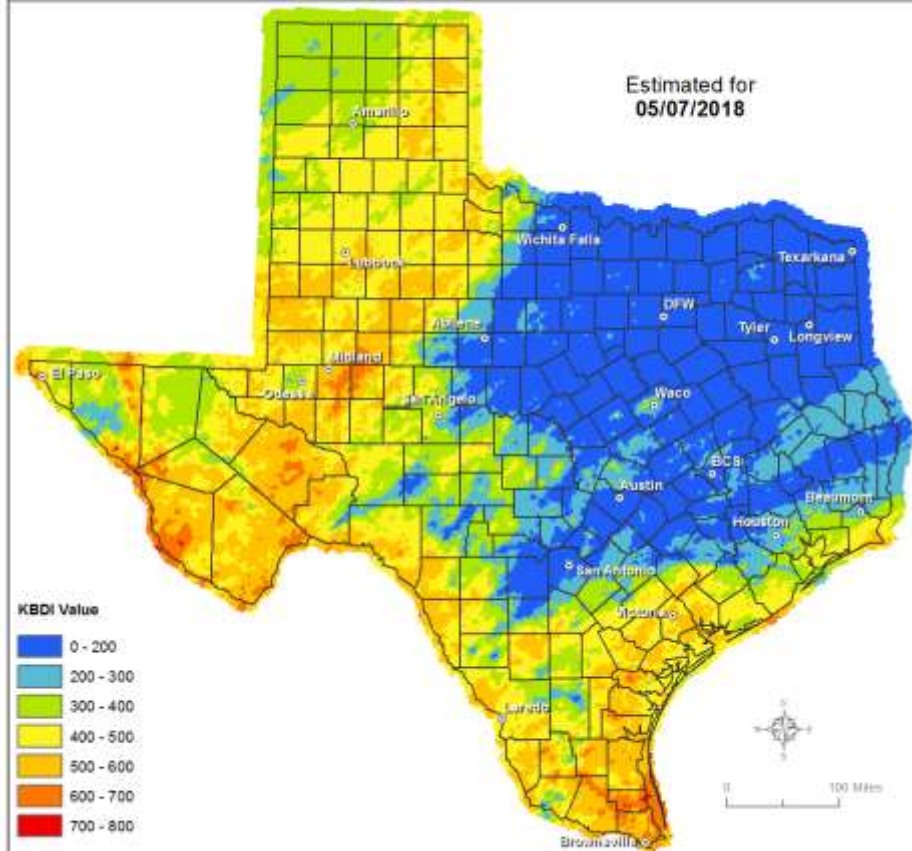 Estimated for
05/07/2018
Amarillo
Wichita Falls
Texarkana
Lubbock
DFW
Abilene
Tyler
Longview
Midland
El Paso
Odessa
San Angelo
Waco
BCS
Austin
Beaumont
Houston
San Antonio
Victoria
KBDI Value
0 - 200
200 - 300
300 - 400
400 - 500
500 - 600
600 - 700
700 - 800
Laredo
0 100 Miles
Brownsville